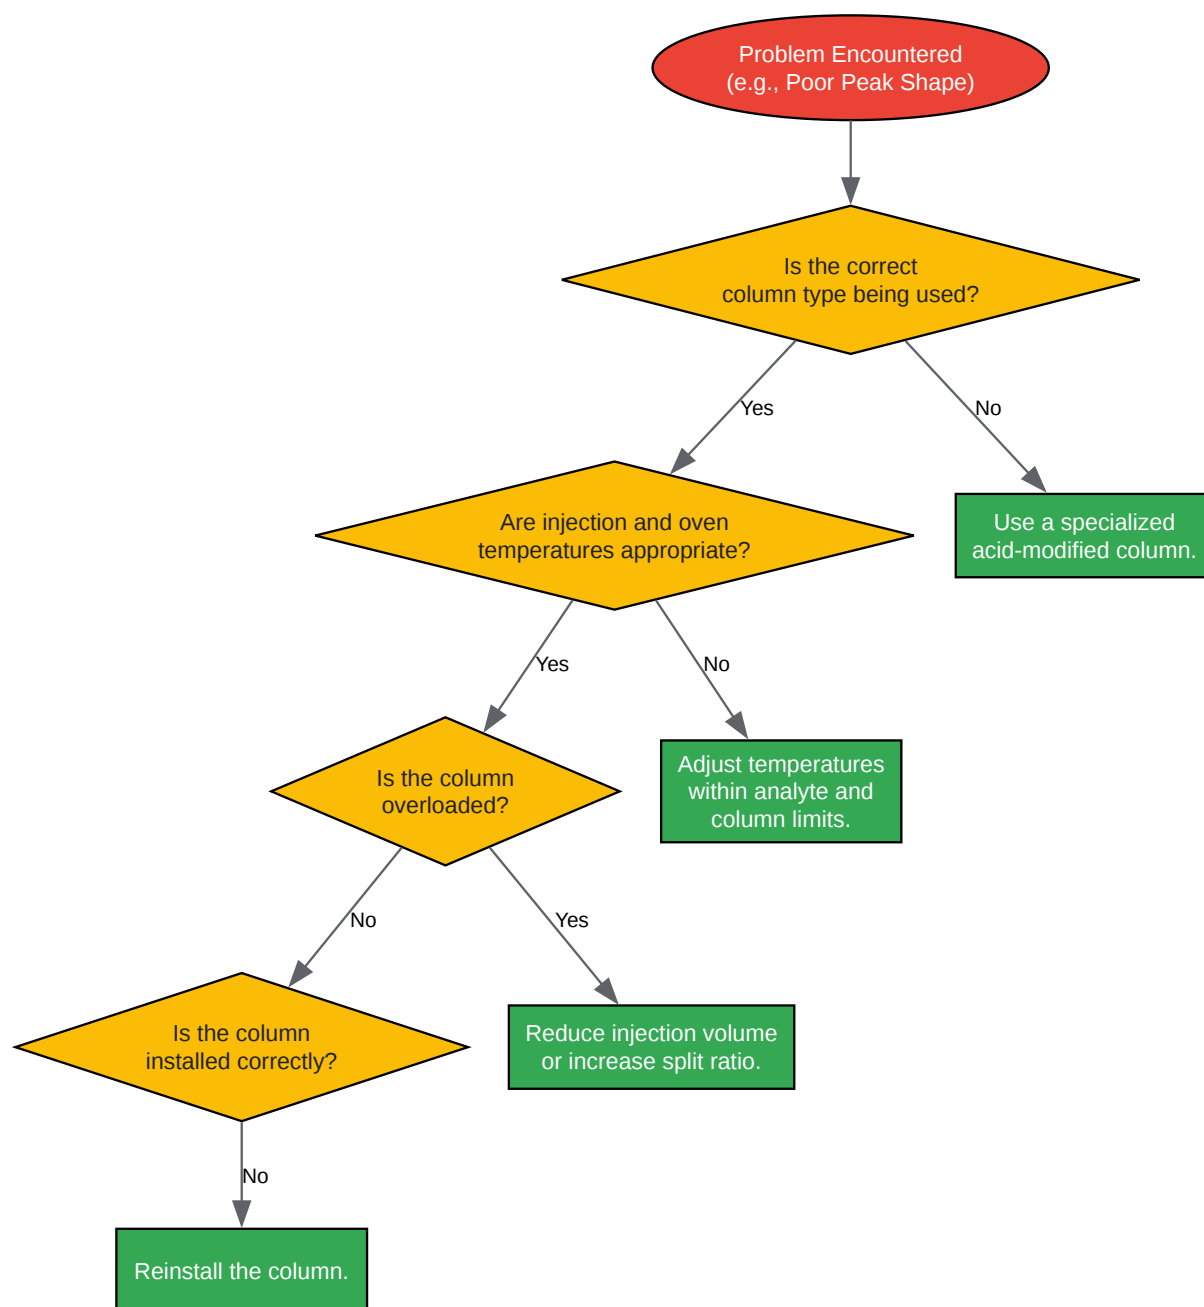 Problem Encountered
(e.g., Poor Peak Shape)
Is the correct
column type being used?
Yes
No
Are injection and oven
temperatures appropriate?
Use a specialized
acid-modified column.
Yes
No
Is the column
overloaded?
Adjust temperatures
within analyte and
column limits.
No
Yes
Is the column
installed correctly?
Reduce injection volume
or increase split ratio.
No
Reinstall the column.